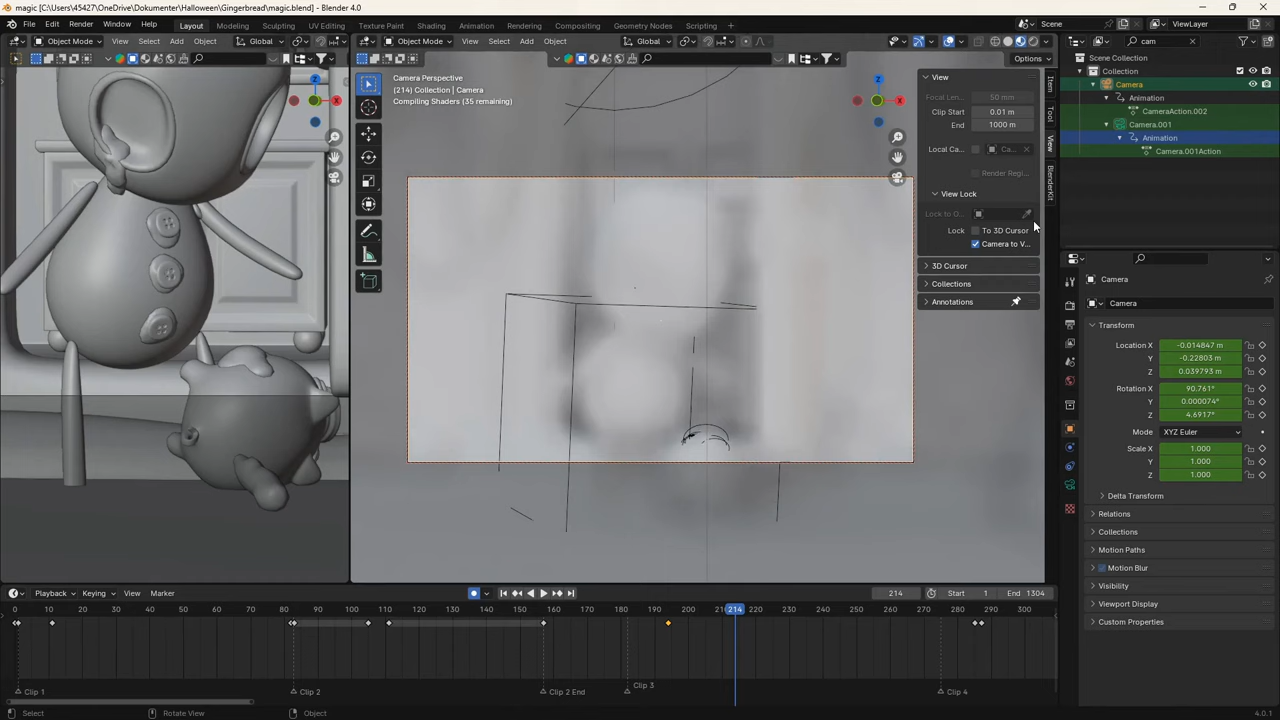 magic [C:\Users\45427\OneDrive\Dokumenter\Halloween\Gingerbread\magic.blend] - Blender 4.0
File Edit Render Window Help Layout Modeling Sculpting UV Editing Texture Paint Shading Animation Rendering Compositing Geometry Nodes Scripting + Scene ViewLayer
Object Mode View Select Add Object Global
Object Mode View Select Add Object Global
cam
Options
Camera Perspective
(214) Collection | Camera
Compiling Shaders (35 remaining)
Z
X
Z
X
View
Focal Len... 50 mm
Clip Start 0.01 m
End 1000 m
Local Ca... Ca...
Render Regi...
View Lock
Lock to O...
Lock To 3D Cursor
Camera to V...
3D Cursor
Collections
Annotations
Item
Tool
View
BlenderKit
Scene Collection
Collection
Camera
Animation
CameraAction.002
Camera.001
Animation
Camera.001Action
Camera
Camera
Transform
Location X -0.014847 m
Y -0.22803 m
Z 0.039793 m
Rotation X 90.761°
Y 0.000074°
Z 4.6917°
Mode XYZ Euler
Scale X 1.000
Y 1.000
Z 1.000
Delta Transform
Relations
Collections
Motion Paths
Motion Blur
Visibility
Viewport Display
Custom Properties
Playback Keying View Marker 214 Start 1 End 1304
0 10 20 30 40 50 60 70 80 90 100 110 120 130 140 150 160 170 180 190 200 214 220 230 240 250 260 270 280 290 300
Clip 1 Clip 2 Clip 2 End Clip 3 Clip 4
Select Rotate View Object 4.0.1